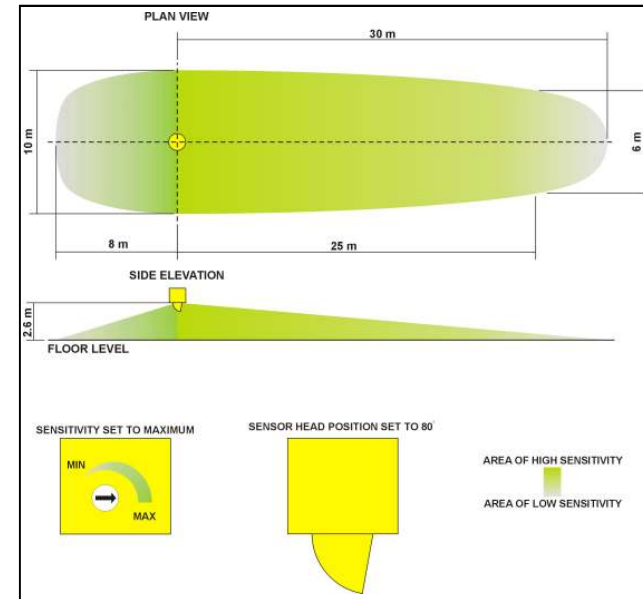 PLAN VIEW
30 m
10 m
6 m
8 m
25 m
SIDE ELEVATION
2.6 m
FLOOR LEVEL
SENSITIVITY SET TO MAXIMUM
MIN
MAX
SENSOR HEAD POSITION SET TO 80°
AREA OF HIGH SENSITIVITY
AREA OF LOW SENSITIVITY